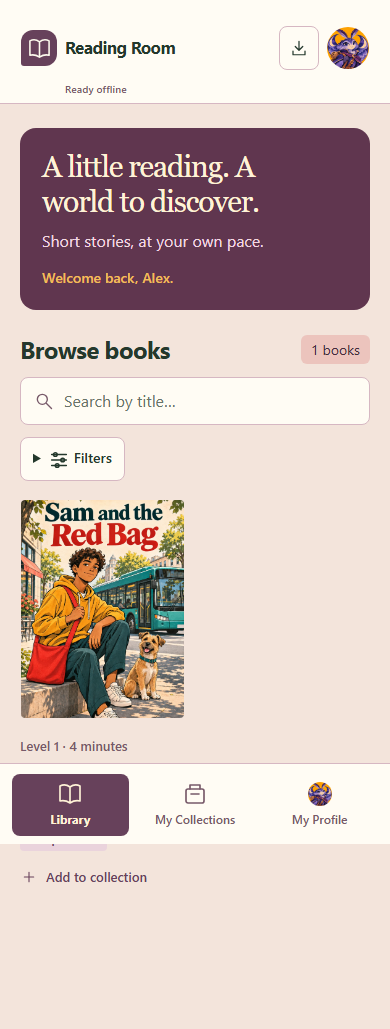 Reading Room
Ready offline
A little reading. A
world to discover.
Short stories, at your own pace.
Welcome back, Alex.
Browse books
1 books
Search by title...
Filters
Sam and the
Red Bag
Level 1 · 4 minutes
Library
My Collections
My Profile
Add to collection